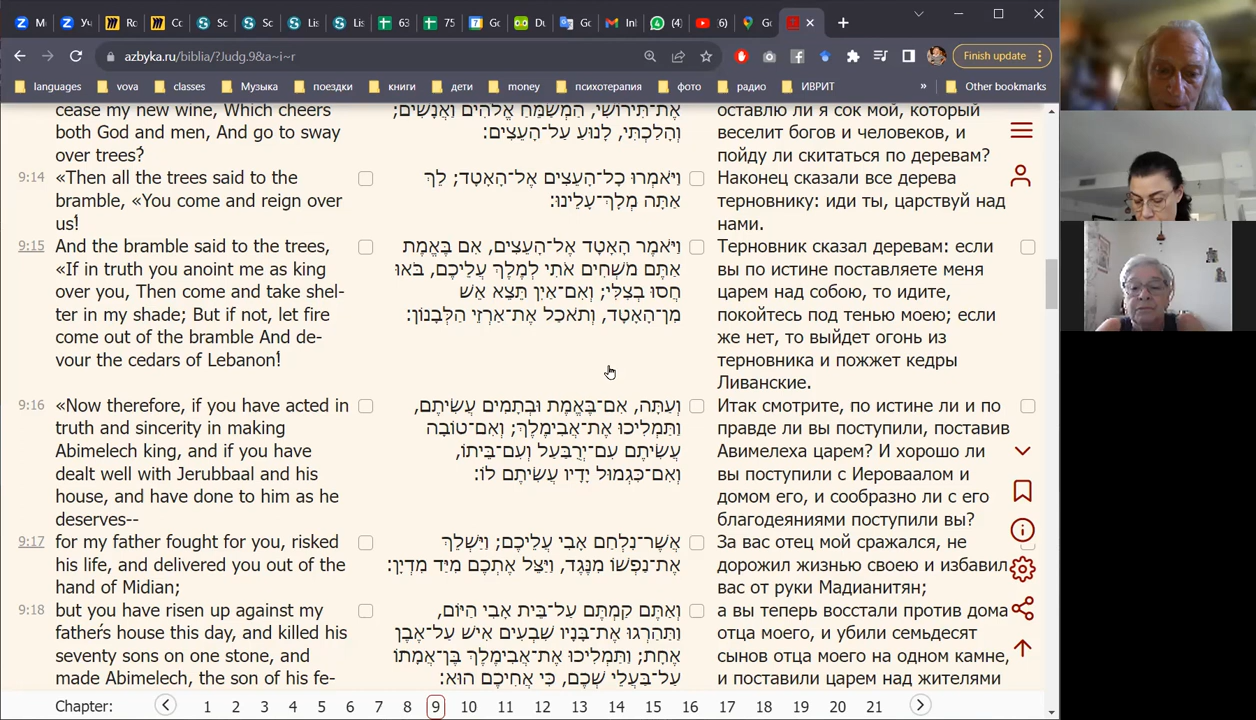 Finish update
azbyka.ru/biblia/?Judg.9&a~i~r
languages
vova
classes
Музыка
поездки
книги
дети
money
психотерапия
фото
радио
ИВРИТ
Other bookmarks
cease my new wine, Which cheers
both God and men, And go to sway
over trees?́
9:14
«Then all the trees said to the
bramble, «You come and reign over
us!́
9:15
And the bramble said to the trees,
«If in truth you anoint me as king
over you, Then come and take shel-
ter in my shade; But if not, let fire
come out of the bramble And de-
vour the cedars of Lebanon!́
9:16
«Now therefore, if you have acted in
truth and sincerity in making
Abimelech king, and if you have
dealt well with Jerubbaal and his
house, and have done to him as he
deserves--
9:17
for my father fought for you, risked
his life, and delivered you out of the
hand of Midian;
9:18
but you have risen up against my
fatheŕs house this day, and killed his
seventy sons on one stone, and
made Abimelech, the son of his fe-
אֶת־תִּירוֹשִׁי, הַמְשַׂמֵּחַ אֱלֹהִים וַאֲנָשִׁים;
וְהָלַכְתִּי, לָנוּעַ עַל־הָעֵצִים:
וַיֹּאמְרוּ כָל־הָעֵצִים אֶל־הָאָטָד; לֵךְ
אַתָּה מְלָךְ־עָלֵינוּ:
וַיֹּאמֶר הָאָטָד אֶל־הָעֵצִים, אִם בֶּאֱמֶת
אַתֶּם מֹשְׁחִים אֹתִי לְמֶלֶךְ עֲלֵיכֶם, בֹּאוּ
חֲסוּ בְצִלִּי; וְאִם־אַיִן תֵּצֵא אֵשׁ
מִן־הָאָטָד, וְתֹאכַל אֶת־אַרְזֵי הַלְּבָנוֹן:
וְעַתָּה, אִם־בֶּאֱמֶת וּבְתָמִים עֲשִׂיתֶם,
וַתַּמְלִיכוּ אֶת־אֲבִימֶלֶךְ; וְאִם־טוֹבָה
עֲשִׂיתֶם עִם־יְרֻבַּעַל וְעִם־בֵּיתוֹ,
וְאִם־כִּגְמוּל יָדָיו עֲשִׂיתֶם לוֹ:
אֲשֶׁר־נִלְחַם אָבִי עֲלֵיכֶם; וַיַּשְׁלֵךְ
אֶת־נַפְשׁוֹ מִנֶּגֶד, וַיַּצֵּל אֶתְכֶם מִיַּד מִדְיָן:
וְאַתֶּם קַמְתֶּם עַל־בֵּית אָבִי הַיּוֹם,
וַתַּהַרְגוּ אֶת־בָּנָיו שִׁבְעִים אִישׁ עַל־אֶבֶן
אֶחָת; וַתַּמְלִיכוּ אֶת־אֲבִימֶלֶךְ בֶּן־אֲמָתוֹ
עַל־בַּעֲלֵי שְׁכֶם, כִּי אֲחִיכֶם הוּא:
оставлю ли я сок мой, который
веселит богов и человеков, и
пойду ли скитаться по деревам?
Наконец сказали все дерева
терновнику: иди ты, царствуй над
нами.
Терновник сказал деревам: если
вы по истине поставляете меня
царем над собою, то идите,
покойтесь под тенью моею; если
же нет, то выйдет огонь из
терновника и пожжет кедры
Ливанские.
Итак смотрите, по истине ли и по
правде ли вы поступили, поставив
Авимелеха царем? И хорошо ли
вы поступили с Иероваалом и
домом его, и сообразно ли с его
благодеяниями поступили вы?
За вас отец мой сражался, не
дорожил жизнью своею и избавил
вас от руки Мадианитян;
а вы теперь восстали против дома
отца моего, и убили семьдесят
сынов отца моего на одном камне,
и поставили царем над жителями
Chapter:
1 2 3 4 5 6 7 8 9 10 11 12 13 14 15 16 17 18 19 20 21